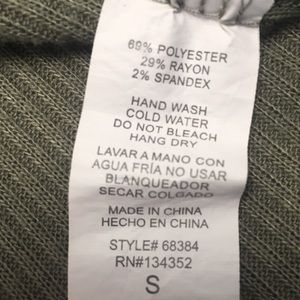 69% POLYESTER
29% RAYON
2% SPANDEX
HAND WASH
COLD WATER
DO NOT BLEACH
HANG DRY
LAVAR A MANO CON
AGUA FRÍA NO USAR
BLANQUEADOR
SECAR COLGADO
MADE IN CHINA
HECHO EN CHINA
STYLE# 68384
RN#134352
S